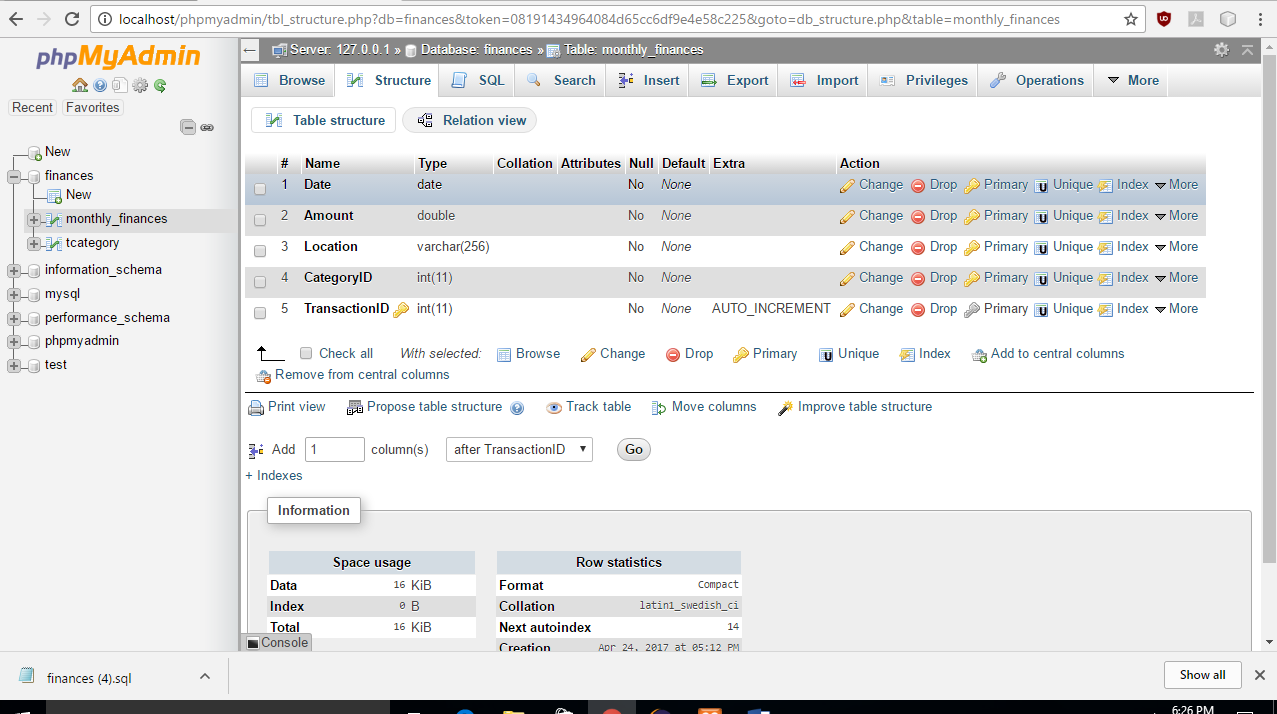 localhost/phpmyadmin/tbl_structure.php?db=finances&token=08191434964084d65cc6df9e4e58c225&goto=db_structure.php&table=monthly_finances
phpMyAdmin
Recent Favorites
New
finances
New
monthly_finances
tcategory
information_schema
mysql
performance_schema
phpmyadmin
test
Server: 127.0.0.1 » Database: finances » Table: monthly_finances
Browse Structure SQL Search Insert Export Import Privileges Operations More
Table structure Relation view
# Name Type Collation Attributes Null Default Extra Action
1 Date date No None Change Drop Primary Unique Index More
2 Amount double No None Change Drop Primary Unique Index More
3 Location varchar(256) No None Change Drop Primary Unique Index More
4 CategoryID int(11) No None Change Drop Primary Unique Index More
5 TransactionID int(11) No None AUTO_INCREMENT Change Drop Primary Unique Index More
Check all With selected: Browse Change Drop Primary Unique Index Add to central columns
Remove from central columns
Print view Propose table structure Track table Move columns Improve table structure
Add 1 column(s) after TransactionID Go
+ Indexes
Information
Space usage
Data 16 KiB
Index 0 B
Total 16 KiB
Row statistics
Format Compact
Collation latin1_swedish_ci
Next autoindex 14
Creation Apr 24, 2017 at 05:12 PM
Console
finances (4).sql
Show all
6:26 PM